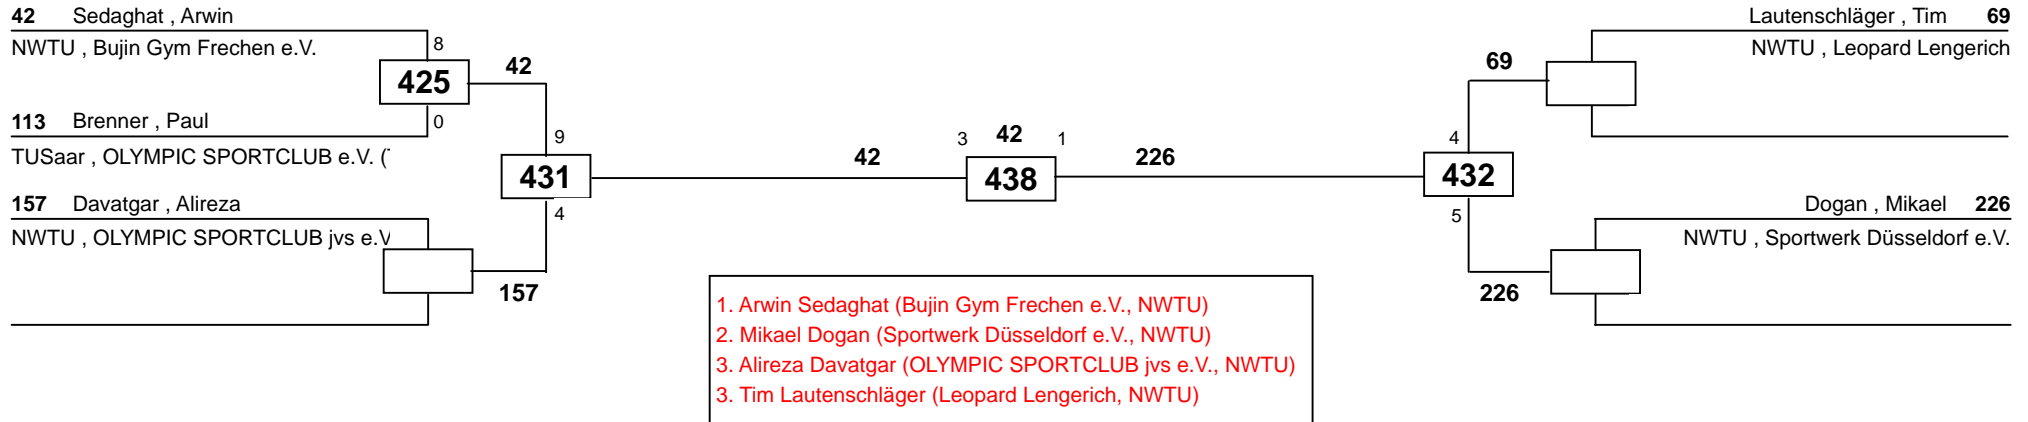 42 Sedaghat , Arwin
NWTU , Bujin Gym Frechen e.V.
8
425
42
0
113 Brenner , Paul
TUSaar , OLYMPIC SPORTCLUB e.V. (
9
431
4
157 Davatgar , Alireza
NWTU , OLYMPIC SPORTCLUB jvs e.V
157
42
3 42 1
438
226
Lautenschläger , Tim 69
NWTU , Leopard Lengerich
69
4
432
5
Dogan , Mikael 226
NWTU , Sportwerk Düsseldorf e.V.
226
1. Arwin Sedaghat (Bujin Gym Frechen e.V., NWTU)
2. Mikael Dogan (Sportwerk Düsseldorf e.V., NWTU)
3. Alireza Davatgar (OLYMPIC SPORTCLUB jvs e.V., NWTU)
3. Tim Lautenschläger (Leopard Lengerich, NWTU)